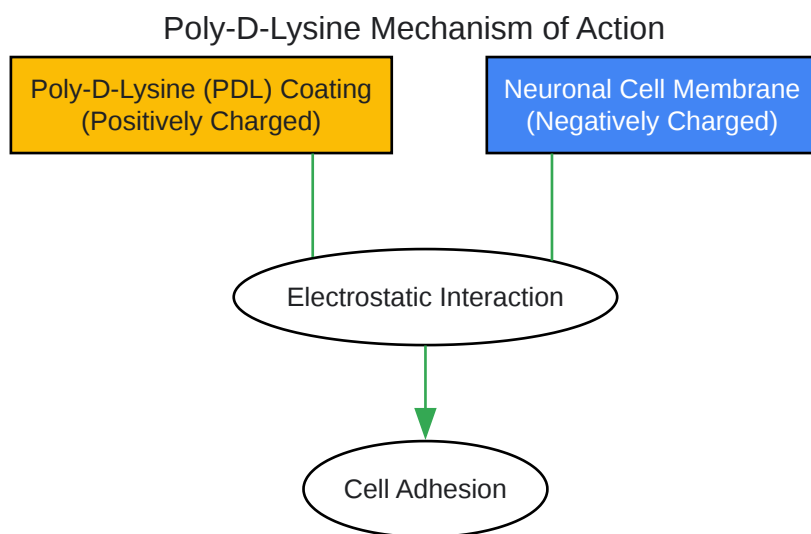 Poly-D-Lysine Mechanism of Action
Poly-D-Lysine (PDL) Coating
(Positively Charged)
Neuronal Cell Membrane
(Negatively Charged)
Electrostatic Interaction
Cell Adhesion